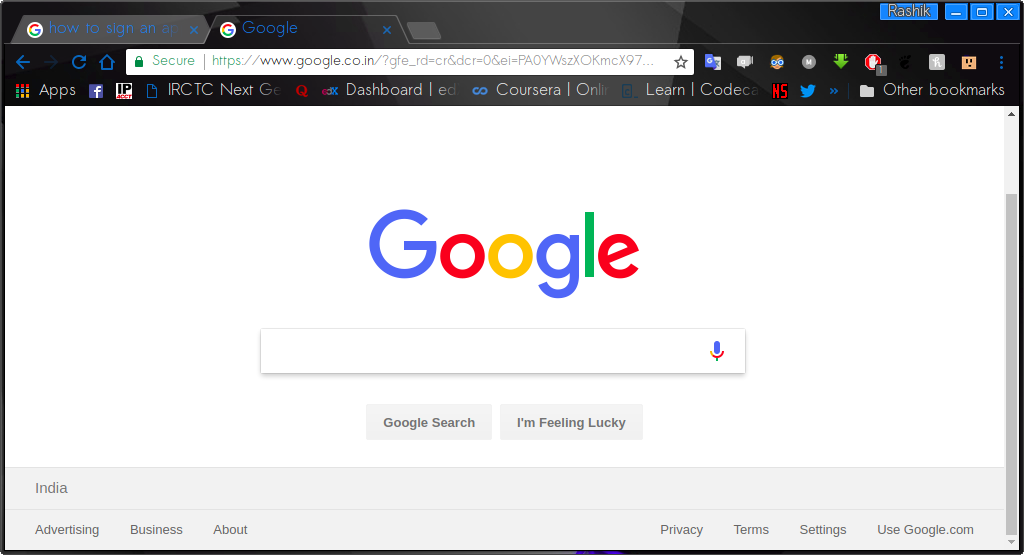 Rashik
how to sign an ap
Google
Secure | https://www.google.co.in/?gfe_rd=cr&dcr=0&ei=PA0YWszXOKmcX97...
Apps IRCTC Next Ge Dashboard | ed Coursera | Onlin Learn | Codeca NS » Other bookmarks
Google
Google Search I'm Feeling Lucky
India
Advertising Business About Privacy Terms Settings Use Google.com